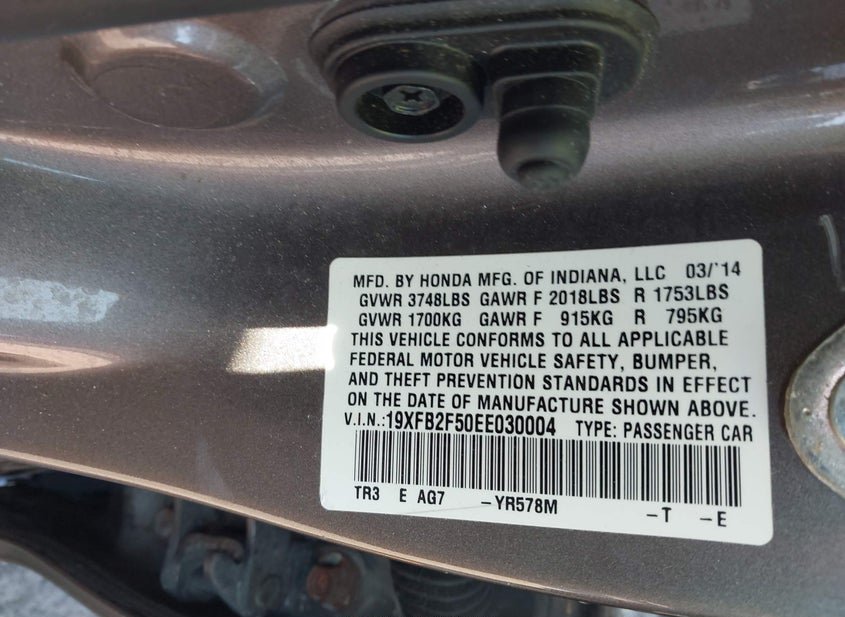 MFD. BY HONDA MFG. OF INDIANA, LLC 03/'14
GVWR 3748LBS GAWR F 2018LBS R 1753LBS
GVWR 1700KG GAWR F 915KG R 795KG
THIS VEHICLE CONFORMS TO ALL APPLICABLE
FEDERAL MOTOR VEHICLE SAFETY, BUMPER,
AND THEFT PREVENTION STANDARDS IN EFFECT
ON THE DATE OF MANUFACTURE SHOWN ABOVE.
V.I.N.:19XFB2F50EE030004 TYPE: PASSENGER CAR
TR3 E AG7 -YR578M -T -E